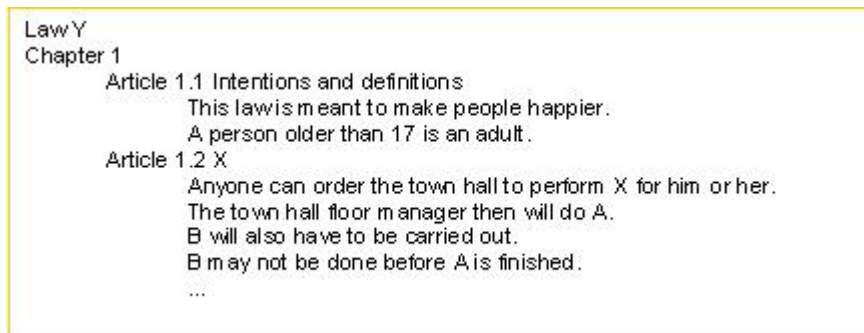 Law Y
Chapter 1
Article 1.1 Intentions and definitions
This law is meant to make people happier.
A person older than 17 is an adult.
Article 1.2 X
Anyone can order the town hall to perform X for him or her.
The town hall floor manager then will do A.
B will also have to be carried out.
B may not be done before A is finished.
...